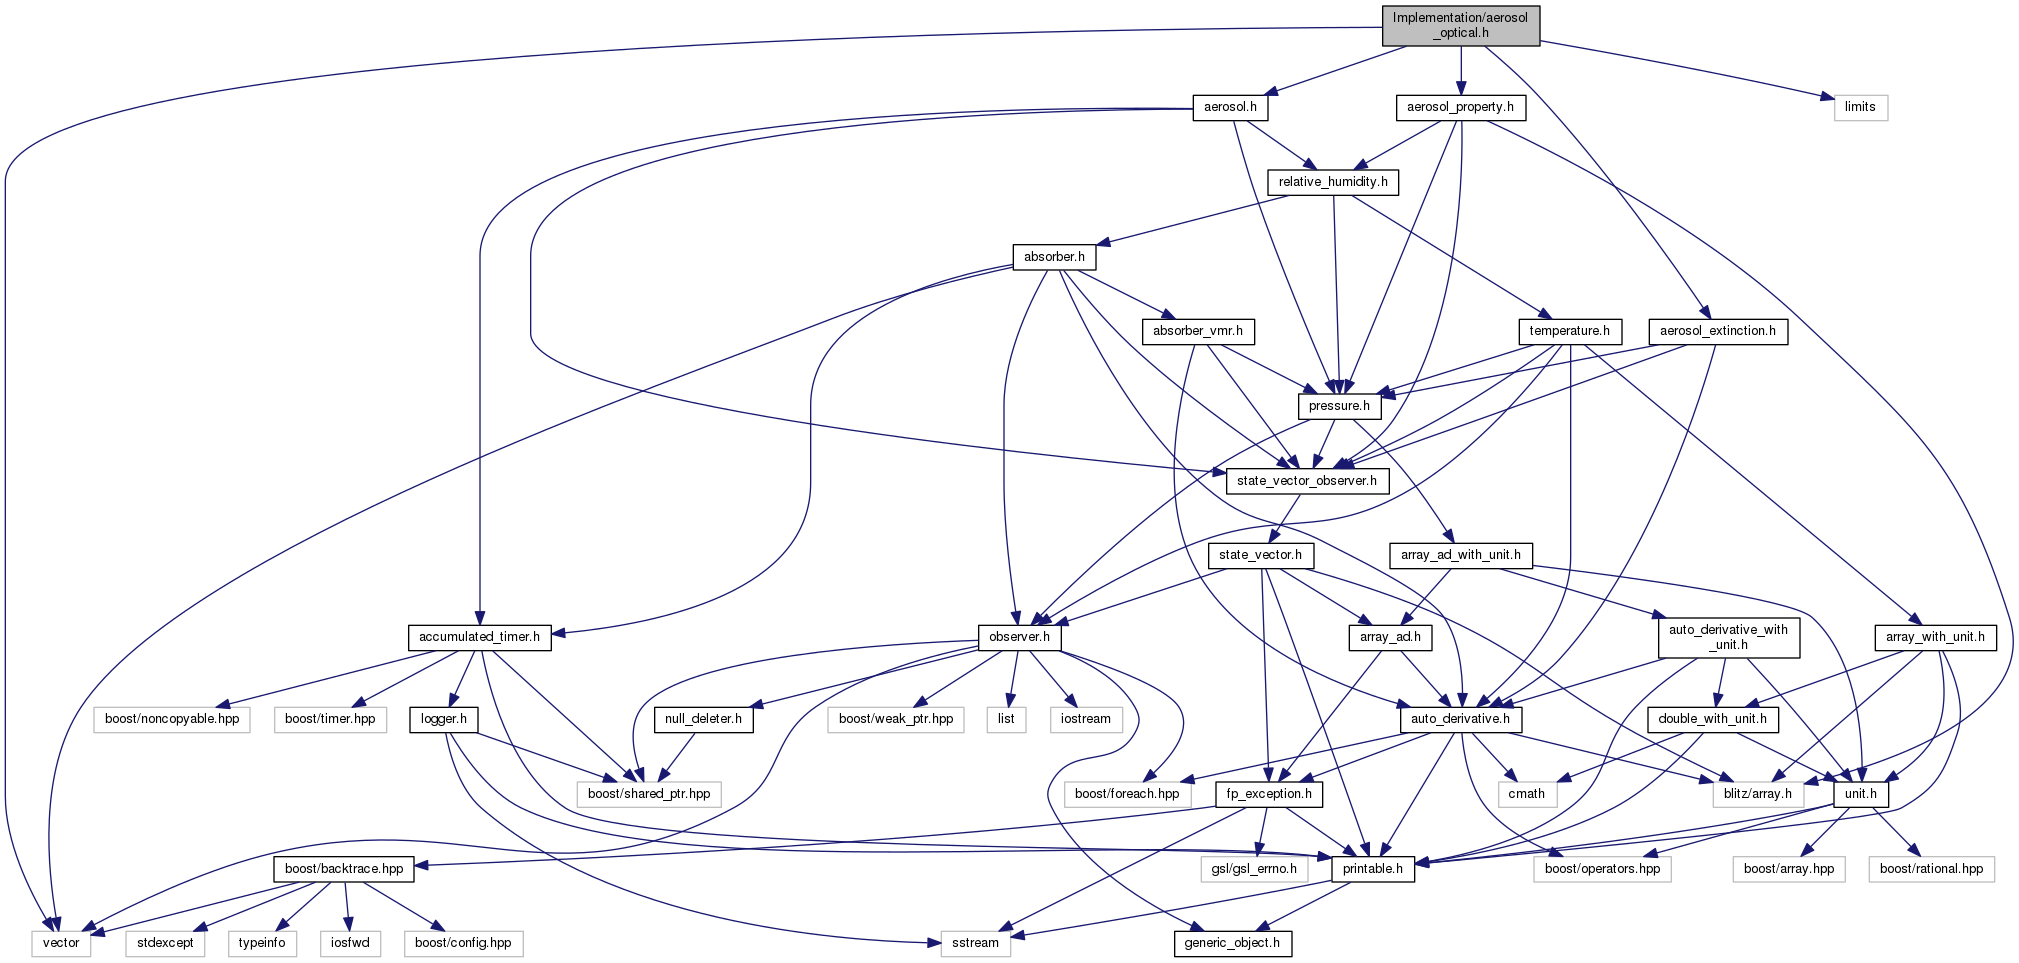 Implementation/aerosol
_optical.h
aerosol.h
aerosol_property.h
limits
relative_humidity.h
absorber.h
absorber_vmr.h
temperature.h
aerosol_extinction.h
pressure.h
state_vector_observer.h
state_vector.h
array_ad_with_unit.h
accumulated_timer.h
observer.h
array_ad.h
auto_derivative_with
_unit.h
array_with_unit.h
boost/noncopyable.hpp
boost/timer.hpp
logger.h
null_deleter.h
boost/weak_ptr.hpp
list
iostream
auto_derivative.h
double_with_unit.h
boost/shared_ptr.hpp
boost/foreach.hpp
fp_exception.h
cmath
blitz/array.h
unit.h
boost/backtrace.hpp
gsl/gsl_errno.h
printable.h
boost/operators.hpp
boost/array.hpp
boost/rational.hpp
vector
stdexcept
typeinfo
iosfwd
boost/config.hpp
sstream
generic_object.h